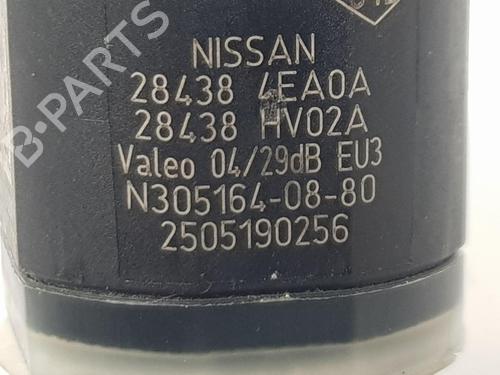 B-PARTS
NISSAN
28438 4EA0A
28438 HV02A
Valeo 04/29dB EU3
N305164-08-80
2505190256